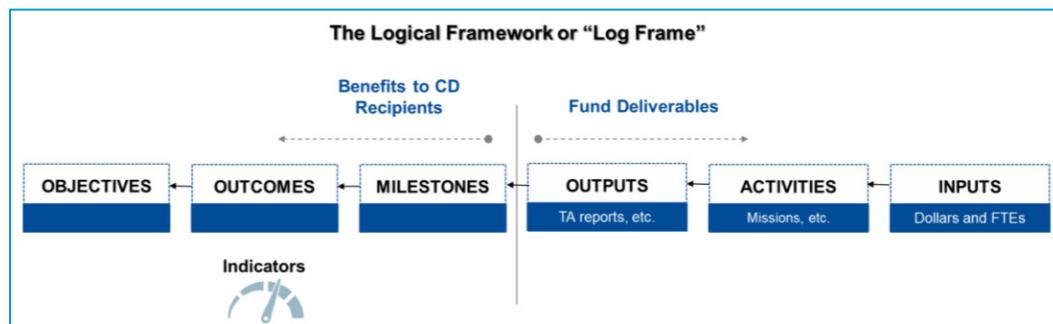 The Logical Framework or “Log Frame”
Benefits to CD
Recipients
Fund Deliverables
OBJECTIVES
OUTCOMES
MILESTONES
OUTPUTS
ACTIVITIES
INPUTS
TA reports, etc.
Missions, etc.
Dollars and FTEs
Indicators